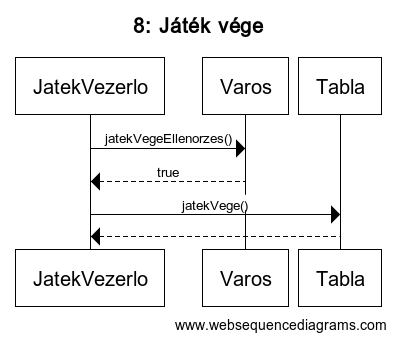 8: Játék vége
JatekVezerlo
Varos
Tabla
jatekVegeEllenorzes()
true
jatekVege()
JatekVezerlo
Varos
Tabla
www.websequencediagrams.com